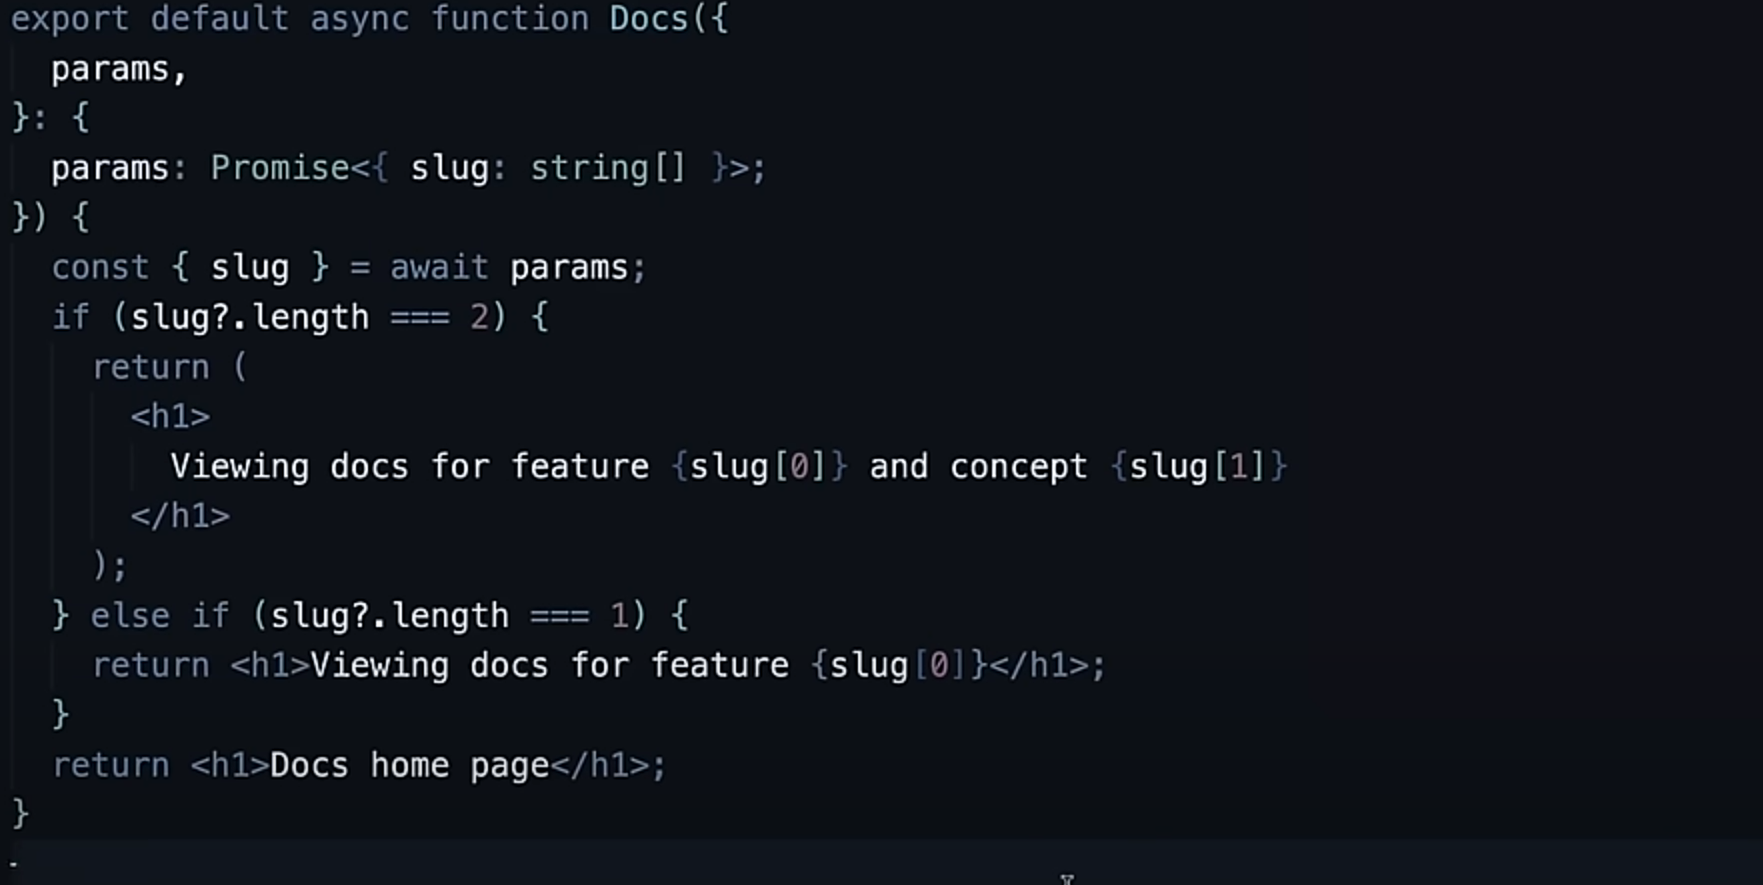 export default async function Docs({
  params,
}: {
  params: Promise<{ slug: string[] }>;
}) {
  const { slug } = await params;
  if (slug?.length === 2) {
    return (
      <h1>
        Viewing docs for feature {slug[0]} and concept {slug[1]}
      </h1>
    );
  } else if (slug?.length === 1) {
    return <h1>Viewing docs for feature {slug[0]}</h1>;
  }
  return <h1>Docs home page</h1>;
}